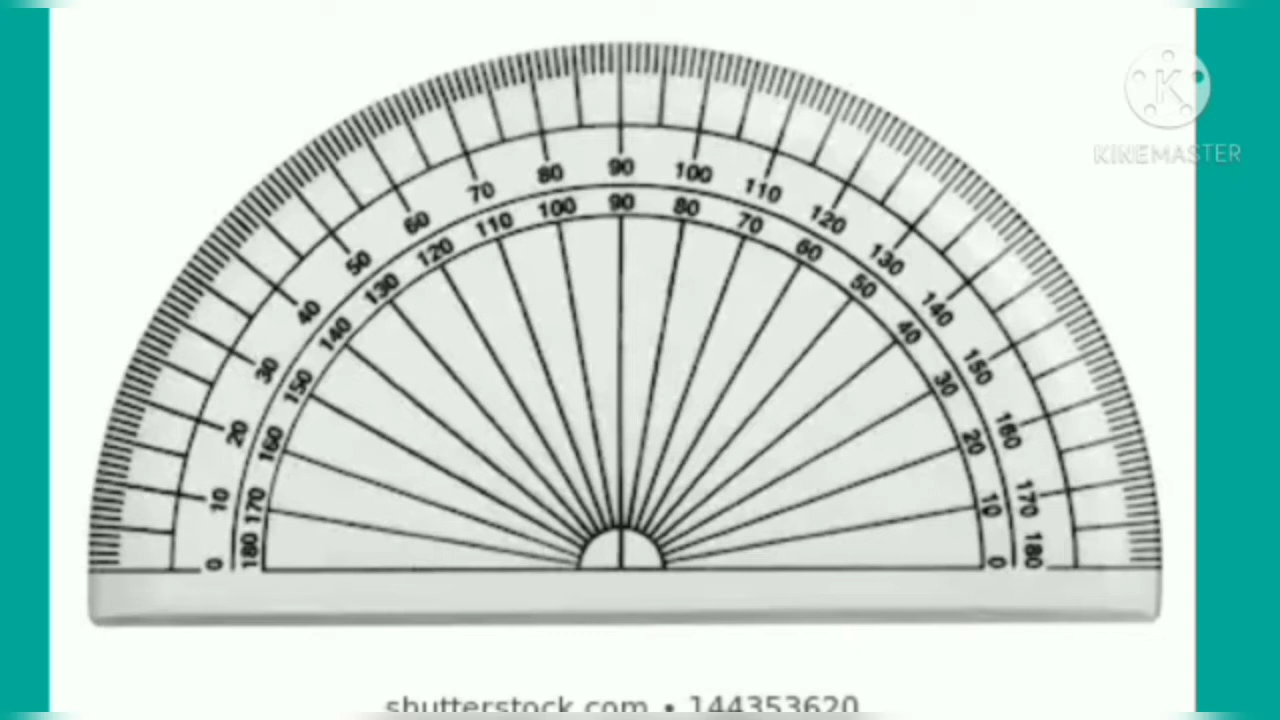 KINEMASTER
0 10 20 30 40 50 60 70 80 90 100 110 120 130 140 150 160 170 180
180 170 160 150 140 130 120 110 100 90 80 70 60 50 40 30 20 10 0
shutterstock.com • 144353620